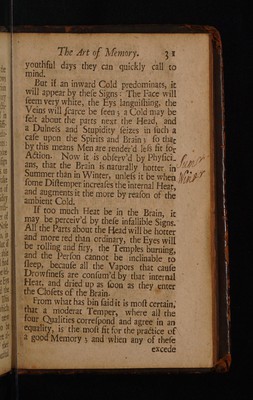 The Art of Memory. 31
youthful days they can quickly call to
mind.
But if an inward Cold predominats, it
will appear by these Signs: The Face will
seem very white, the Eys languishing, the
Veins will scarce be seen; a Cold may be
felt about the parts next the Head, and
a Dulness and Stupidity seizes in such a
case upon the Spirits and Brain; so that
by this means Men are render'd less fit for
Action. Now it is observ'd by Physici-
ans, that the Brain is naturally hotter in
Summer than in Winter, unless it be when
some Distemper increases the internal Heat,
and augments it the more by reason of the
ambient Cold.
If too much Heat be in the Brain, it
may be perceiv'd by these infallible Signs.
All the Parts about the Head will be hotter
and more red than ordinary, the Eyes will
be rolling and firy, the Temples burning,
and the Person cannot be inclinable to
sleep, because all the Vapors that cause
Drowsiness are consum'd by that internal
Heat, and dried up as soon as they enter
the Closets of the Brain.
From what has bin said it is most certain,
that a moderat Temper, where all the
four Qualities correspond and agree in an
equality, is the most fit for the practice of
a good Memory; and when any of these
excede